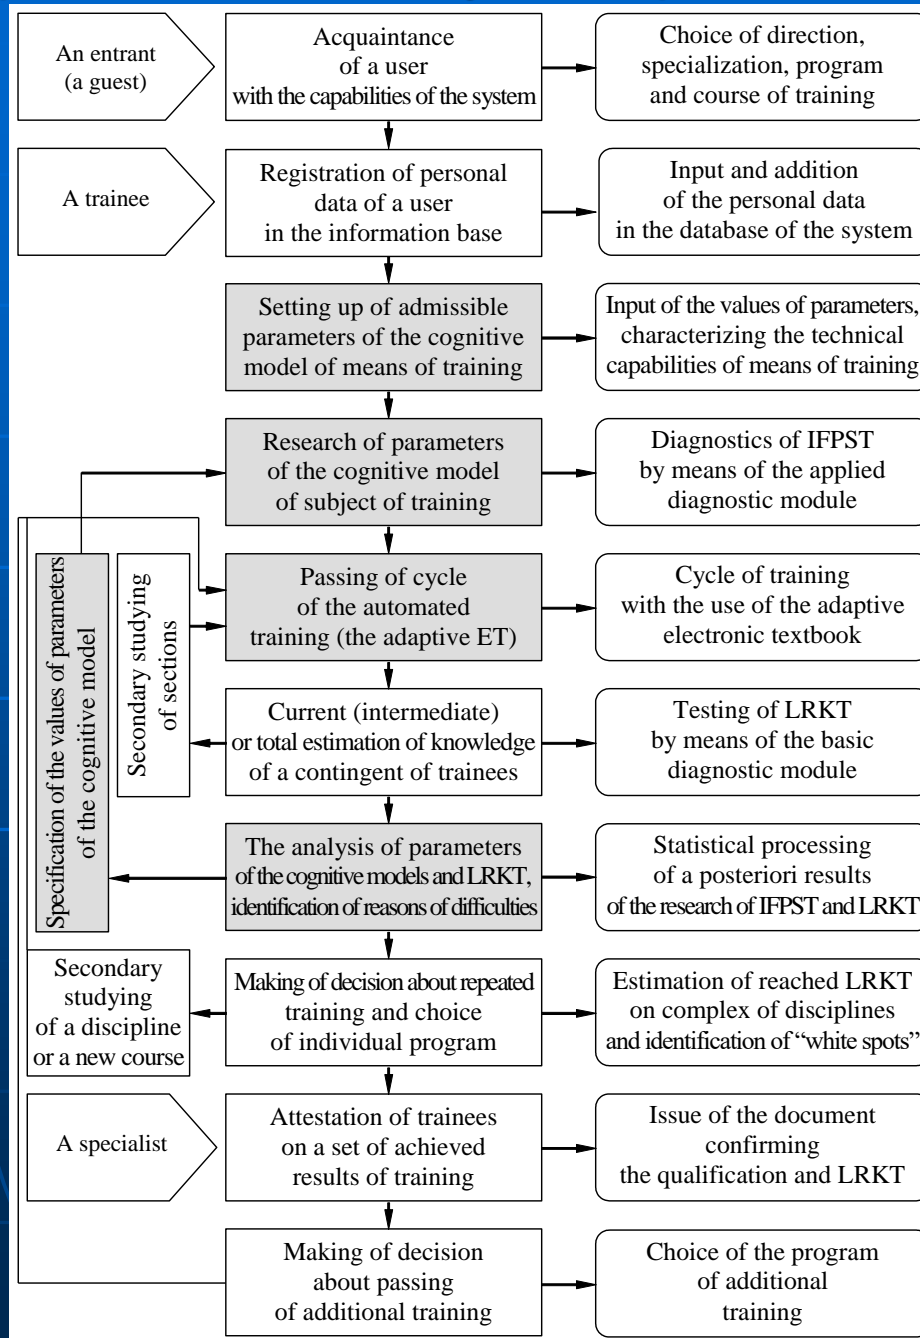 An entrant
(a guest)
Acquaintance
of a user
with the capabilities of the system
Choice of direction,
specialization, program
and course of training
A trainee
Registration of personal
data of a user
in the information base
Input and addition
of the personal data
in the database of the system
Setting up of admissible
parameters of the cognitive
model of means of training
Input of the values of parameters,
characterizing the technical
capabilities of means of training
Research of parameters
of the cognitive model
of subject of training
Diagnostics of IFPST
by means of the applied
diagnostic module
Specification of the values of parameters
of the cognitive model
Secondary studying
of sections
Passing of cycle
of the automated
training (the adaptive ET)
Cycle of training
with the use of the adaptive
electronic textbook
Current (intermediate)
or total estimation of knowledge
of a contingent of trainees
Testing of LRKT
by means of the basic
diagnostic module
The analysis of parameters
of the cognitive models and LRKT,
identification of reasons of difficulties
Statistical processing
of a posteriori results
of the research of IFPST and LRKT
Secondary
studying
of a discipline
or a new course
Making of decision about repeated
training and choice
of individual program
Estimation of reached LRKT
on complex of disciplines
and identification of “white spots”
A specialist
Attestation of trainees
on a set of achieved
results of training
Issue of the document
confirming
the qualification and LRKT
Making of decision
about passing
of additional training
Choice of the program
of additional
training